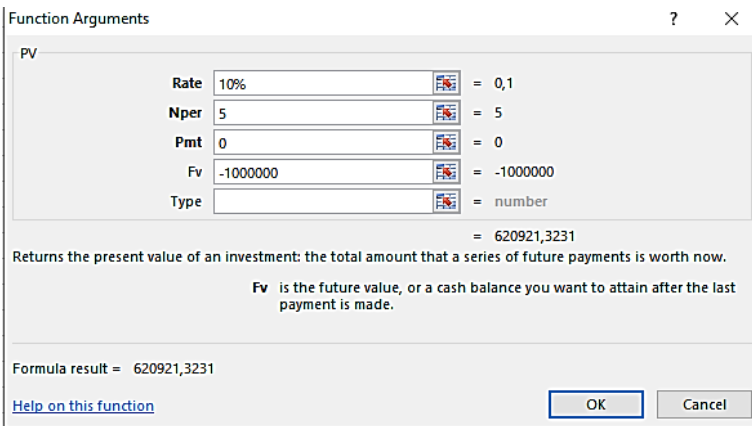 Function Arguments ? ×
PV
Rate 10% = 0,1
Nper 5 = 5
Pmt 0 = 0
Fv -1000000 = -1000000
Type = number
= 620921,3231
Returns the present value of an investment: the total amount that a series of future payments is worth now.
Fv is the future value, or a cash balance you want to attain after the last
payment is made.
Formula result = 620921,3231
Help on this function OK Cancel